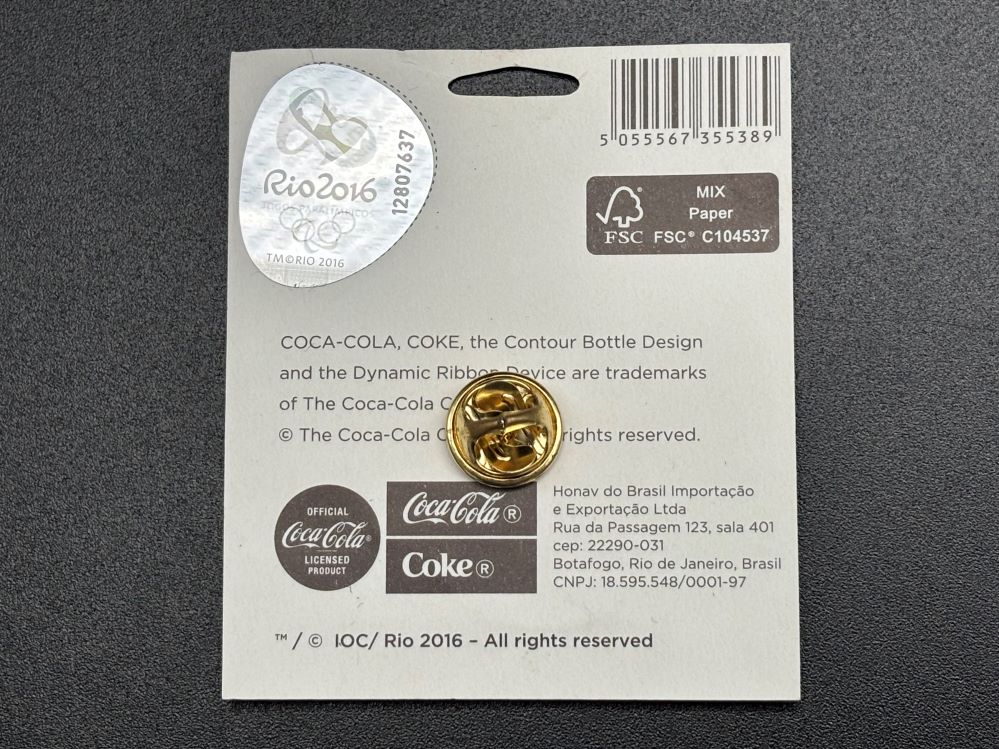 Rio2016
JOGOS PARALÍMPICOS
TM©RIO 2016
12807637
5 055567 355389
MIX
Paper
FSC FSC® C104537
COCA-COLA, COKE, the Contour Bottle Design
and the Dynamic Ribbon Device are trademarks
of The Coca-Cola C
© The Coca-Cola C rights reserved.
OFFICIAL
Coca-Cola®
LICENSED
PRODUCT
Coca-Cola®
Coke®
Honav do Brasil Importação
e Exportação Ltda
Rua da Passagem 123, sala 401
cep: 22290-031
Botafogo, Rio de Janeiro, Brasil
CNPJ: 18.595.548/0001-97
™ / © IOC/ Rio 2016 – All rights reserved